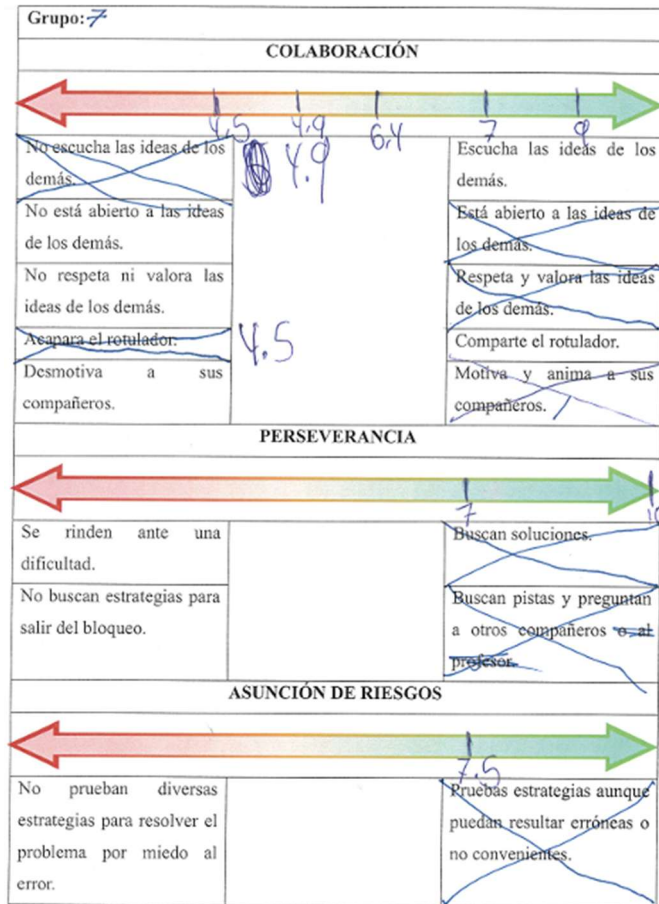 Grupo: 7
COLABORACIÓN
4.5 4.9 6,4 7 9
No escucha las ideas de los
demás.
4.9
Escucha las ideas de los
demás.
No está abierto a las ideas
de los demás.
Está abierto a las ideas de
los demás.
No respeta ni valora las
ideas de los demás.
Respeta y valora las ideas
de los demás.
Acapara el rotulador.
4.5
Comparte el rotulador.
Desmotiva a sus
compañeros.
Motiva y anima a sus
compañeros.
PERSEVERANCIA
7 10
Se rinden ante una
dificultad.
Buscan soluciones.
No buscan estrategias para
salir del bloqueo.
Buscan pistas y preguntan
a otros compañeros o al
profesor.
ASUNCIÓN DE RIESGOS
7.5
No prueban diversas
estrategias para resolver el
problema por miedo al
error.
Pruebas estrategias aunque
puedan resultar erróneas o
no convenientes.